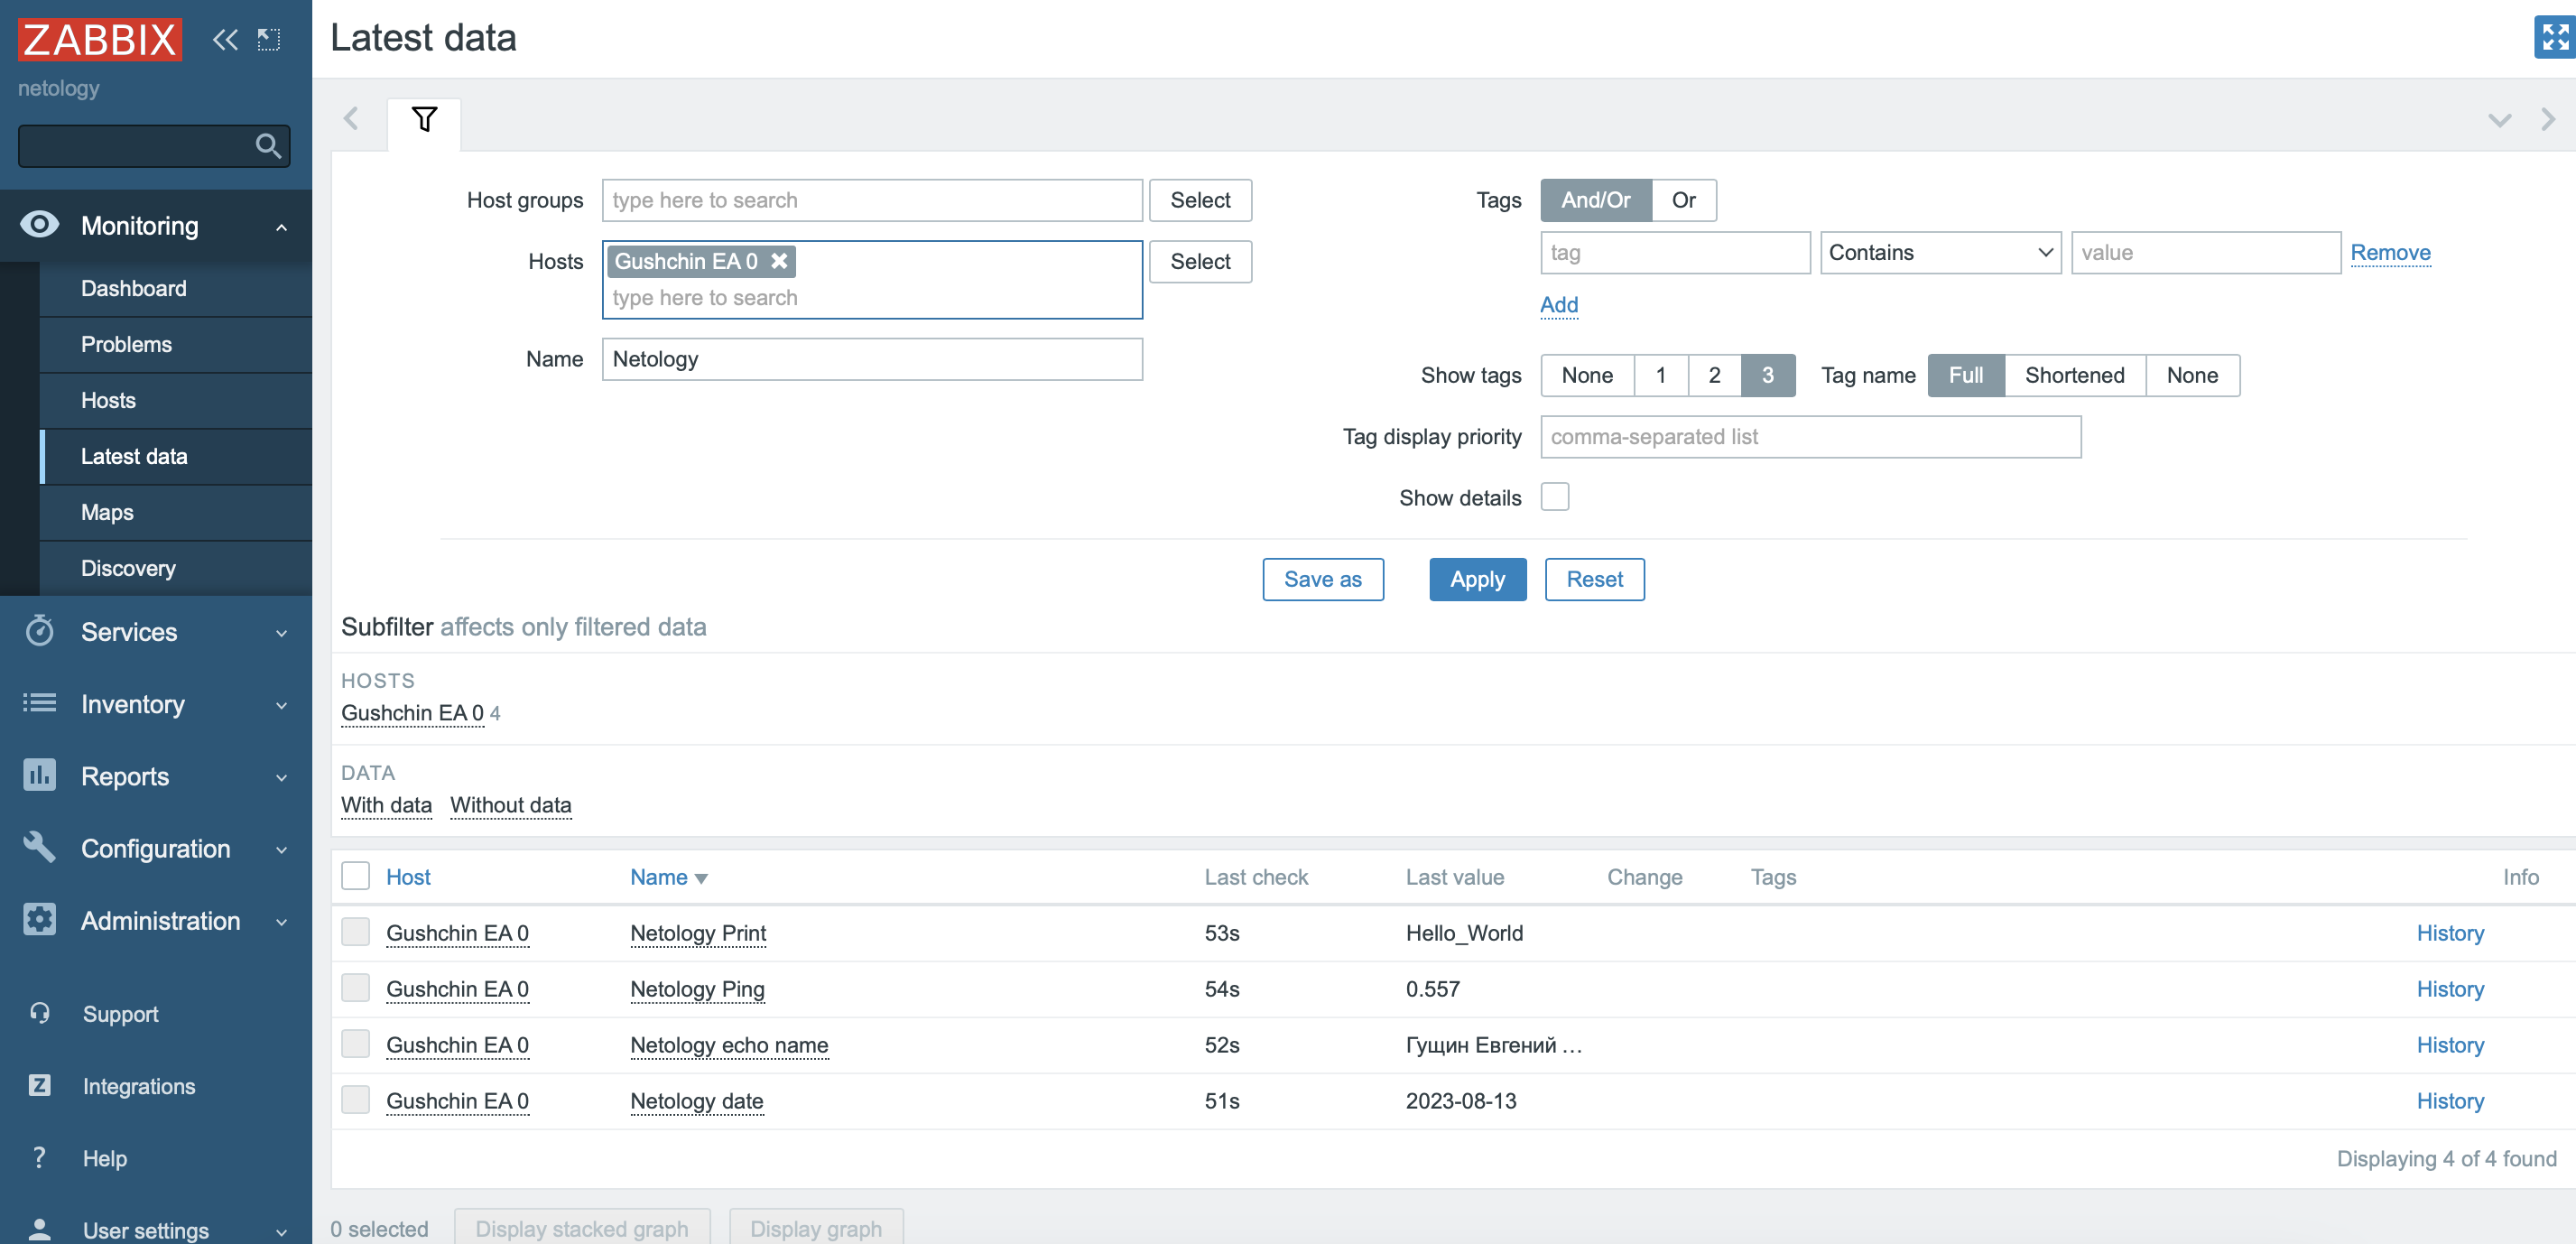 ZABBIX
netology
Monitoring
Dashboard
Problems
Hosts
Latest data
Maps
Discovery
Services
Inventory
Reports
Configuration
Administration
Support
Z Integrations
? Help
User settings
Latest data
Host groups type here to search Select
Hosts Gushchin EA 0 Select
type here to search
Name Netology
Tags And/Or Or
tag Contains value Remove
Add
Show tags None 1 2 3 Tag name Full Shortened None
Tag display priority comma-separated list
Show details
Save as Apply Reset
Subfilter affects only filtered data
HOSTS
Gushchin EA 0 4
DATA
With data Without data
Host Name Last check Last value Change Tags Info
Gushchin EA 0 Netology Print 53s Hello_World History
Gushchin EA 0 Netology Ping 54s 0.557 History
Gushchin EA 0 Netology echo name 52s Гущин Евгений ... History
Gushchin EA 0 Netology date 51s 2023-08-13 History
Displaying 4 of 4 found
0 selected Display stacked graph Display graph